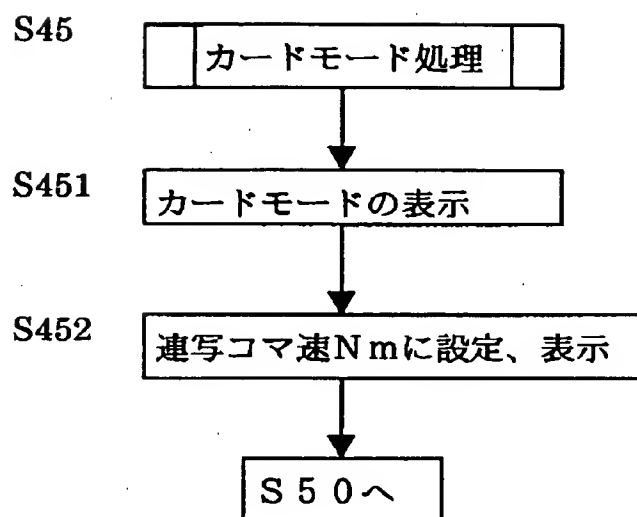 S45
カードモード処理
S451
カードモードの表示
S452
連写コマ速Nmに設定、表示
S50へ